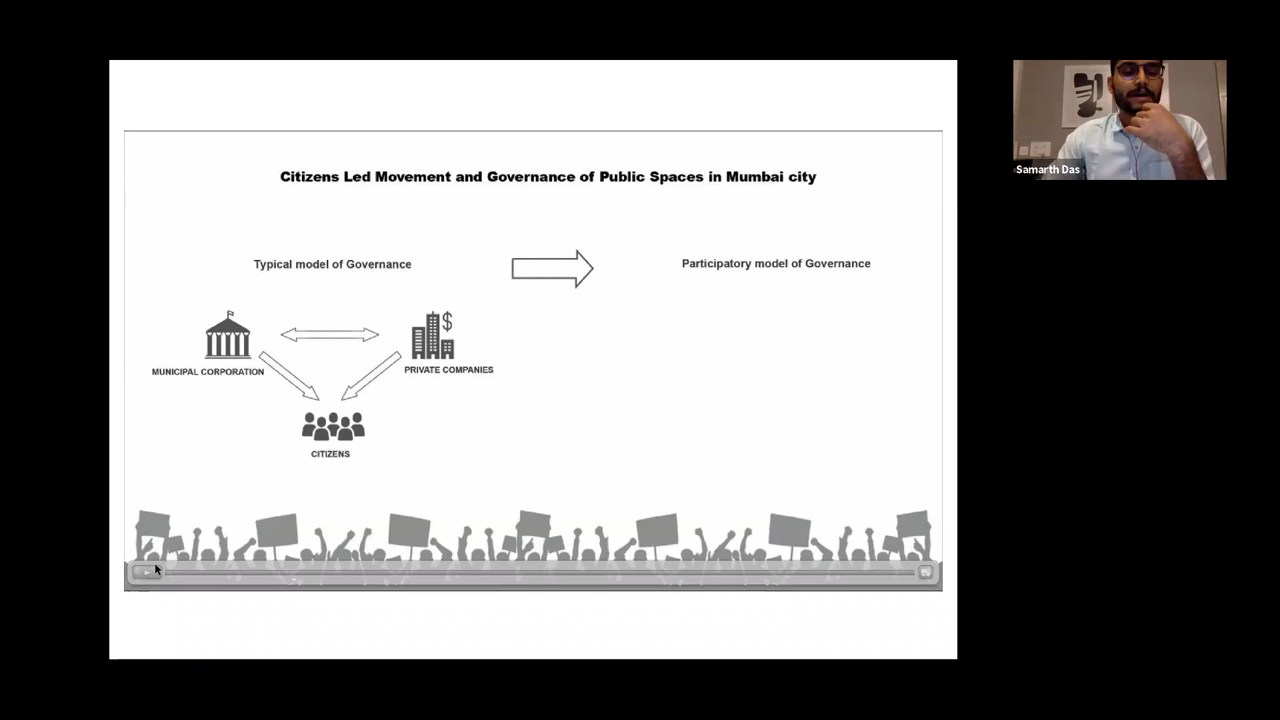 Citizens Led Movement and Governance of Public Spaces in Mumbai city
Typical model of Governance
Participatory model of Governance
$
MUNICIPAL CORPORATION
PRIVATE COMPANIES
CITIZENS
Samarth Das